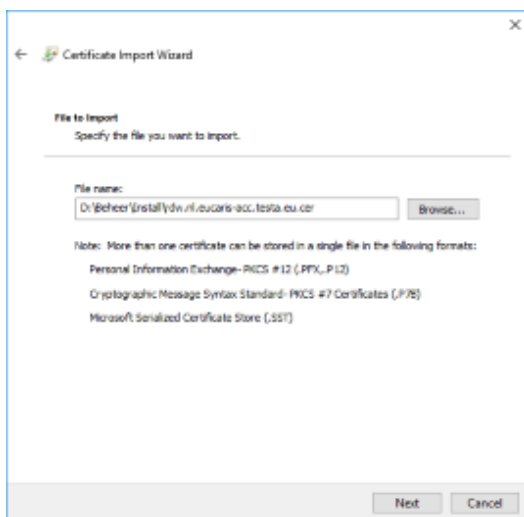 Certificate Import Wizard
File to Import
Specify the file you want to import.
File name:
D:\Beheer\Install\rdw.nl.eucaris-acc.testa.eu.cer
Browse...
Note: More than one certificate can be stored in a single file in the following formats:
Personal Information Exchange- PKCS #12 (.PFX,.P12)
Cryptographic Message Syntax Standard- PKCS #7 Certificates (.P7B)
Microsoft Serialized Certificate Store (.SST)
Next
Cancel